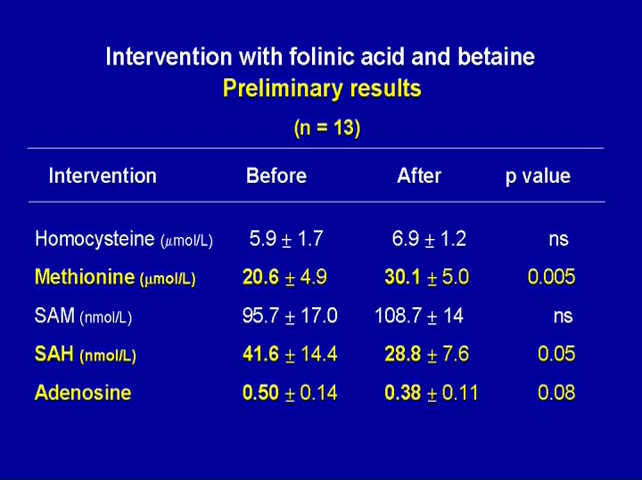 Intervention with folinic acid and betaine
Preliminary results
(n = 13)
Intervention Before After p value
Homocysteine (μmol/L) 5.9 ± 1.7 6.9 ± 1.2 ns
Methionine (μmol/L) 20.6 ± 4.9 30.1 ± 5.0 0.005
SAM (nmol/L) 95.7 ± 17.0 108.7 ± 14 ns
SAH (nmol/L) 41.6 ± 14.4 28.8 ± 7.6 0.05
Adenosine 0.50 ± 0.14 0.38 ± 0.11 0.08